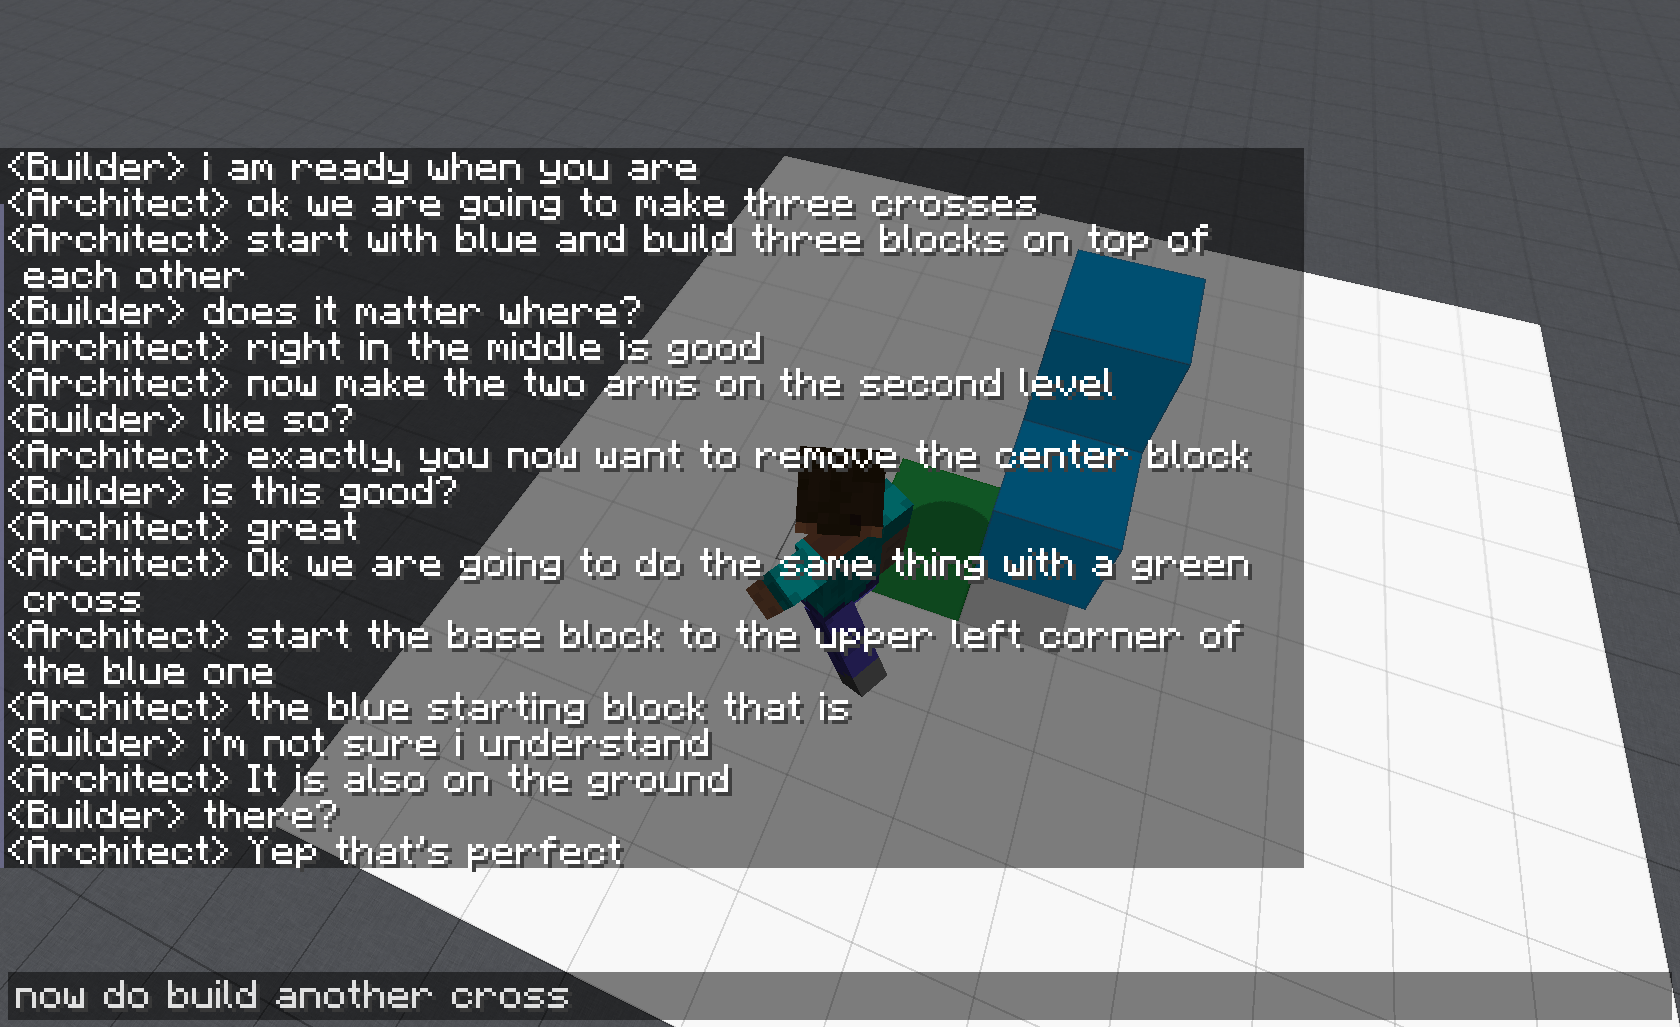 <Builder> i am ready when you are
<Architect> ok we are going to make three crosses
<Architect> start with blue and build three blocks on top of
each other
<Builder> does it matter where?
<Architect> right in the middle is good
<Architect> now make the two arms on the second level
<Builder> like so?
<Architect> exactly, you now want to remove the center block
<Builder> is this good?
<Architect> great
<Architect> Ok we are going to do the same thing with a green
cross
<Architect> start the base block to the upper left corner of
the blue one
<Architect> the blue starting block that is
<Builder> i'm not sure i understand
<Architect> It is also on the ground
<Builder> there?
<Architect> Yep that's perfect
now do build another cross